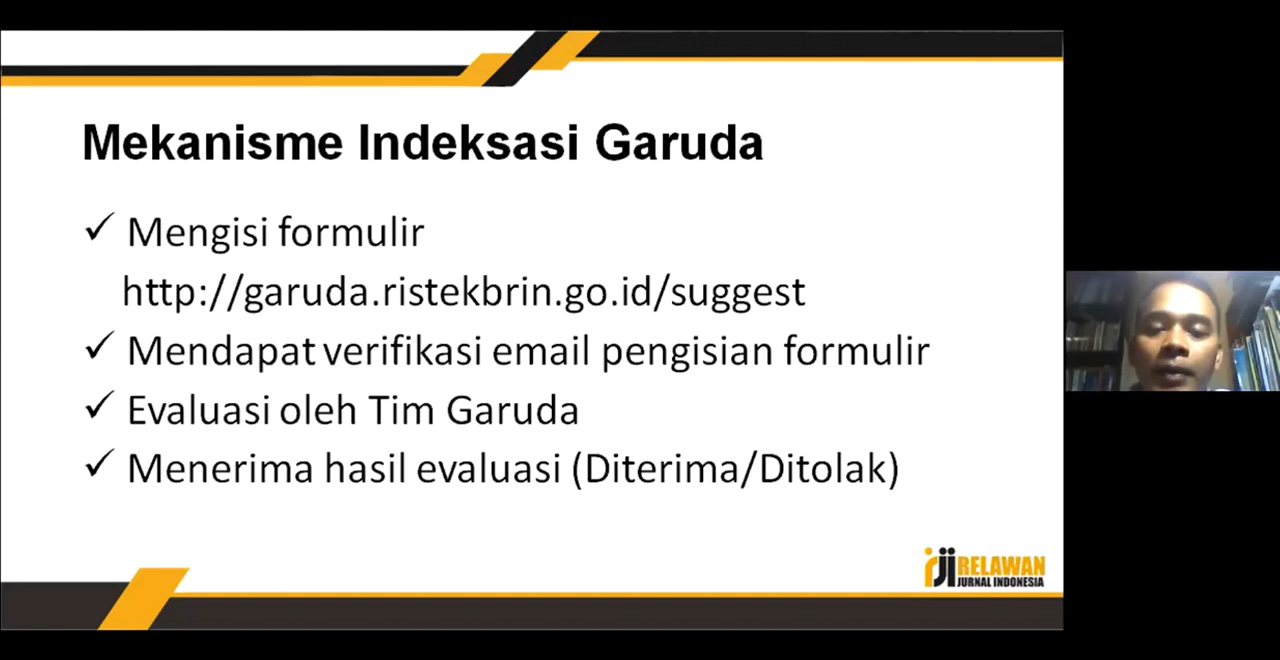 Mekanisme Indeksasi Garuda
✓ Mengisi formulir
http://garuda.ristekbrin.go.id/suggest
✓ Mendapat verifikasi email pengisian formulir
✓ Evaluasi oleh Tim Garuda
✓ Menerima hasil evaluasi (Diterima/Ditolak)
rji RELAWAN
JURNAL INDONESIA